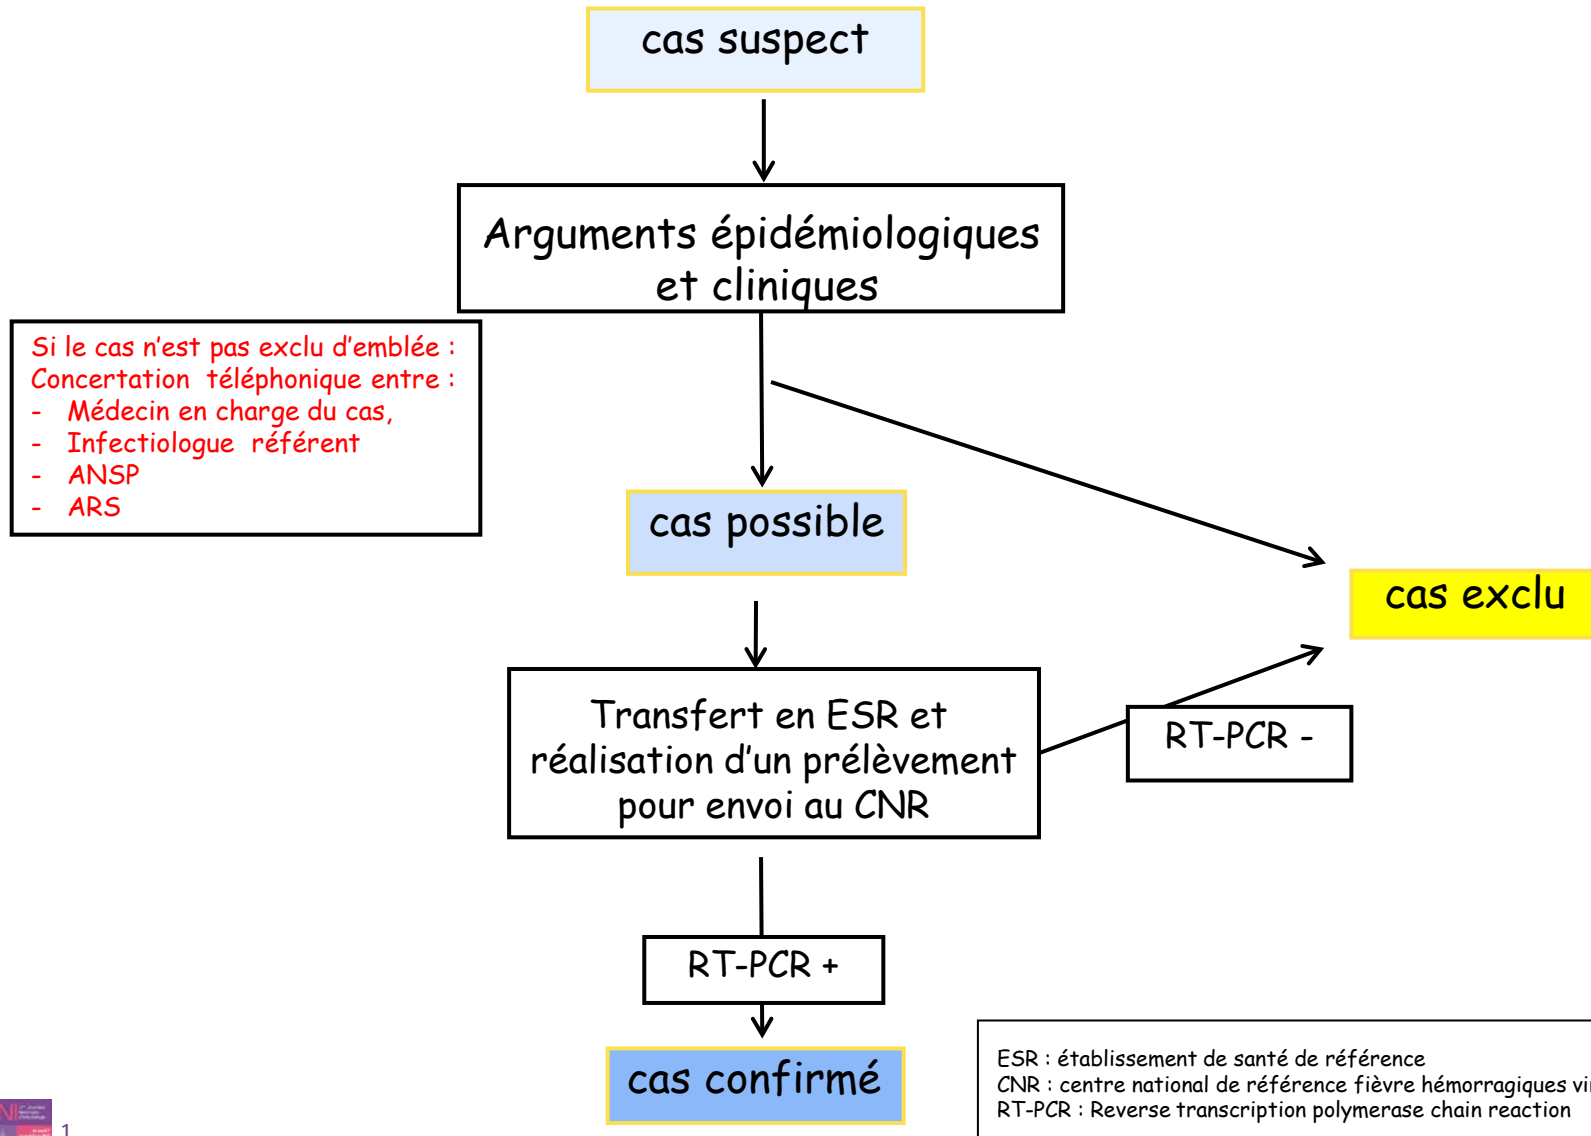 cas suspect
Arguments épidémiologiques
et cliniques
Si le cas n'est pas exclu d'emblée :
Concertation téléphonique entre :
- Médecin en charge du cas,
- Infectiologue référent
- ANSP
- ARS
cas possible
cas exclu
Transfert en ESR et
réalisation d'un prélèvement
pour envoi au CNR
RT-PCR -
RT-PCR +
cas confirmé
ESR : établissement de santé de référence
CNR : centre national de référence fièvre hémorragiques
RT-PCR : Reverse transcription polymerase chain reaction
1